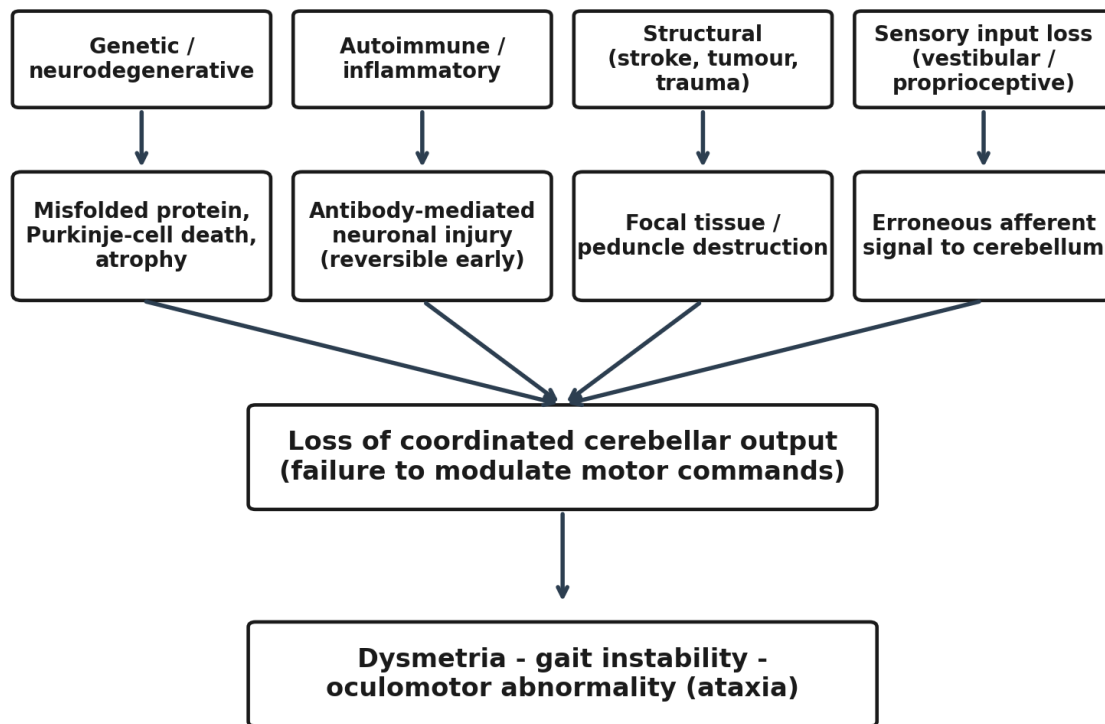 Genetic /
neurodegenerative
Autoimmune /
inflammatory
Structural
(stroke, tumour,
trauma)
Sensory input loss
(vestibular /
proprioceptive)
Misfolded protein,
Purkinje-cell death,
atrophy
Antibody-mediated
neuronal injury
(reversible early)
Focal tissue /
peduncle destruction
Erroneous afferent
signal to cerebellum
Loss of coordinated cerebellar output
(failure to modulate motor commands)
Dysmetria - gait instability -
oculomotor abnormality (ataxia)